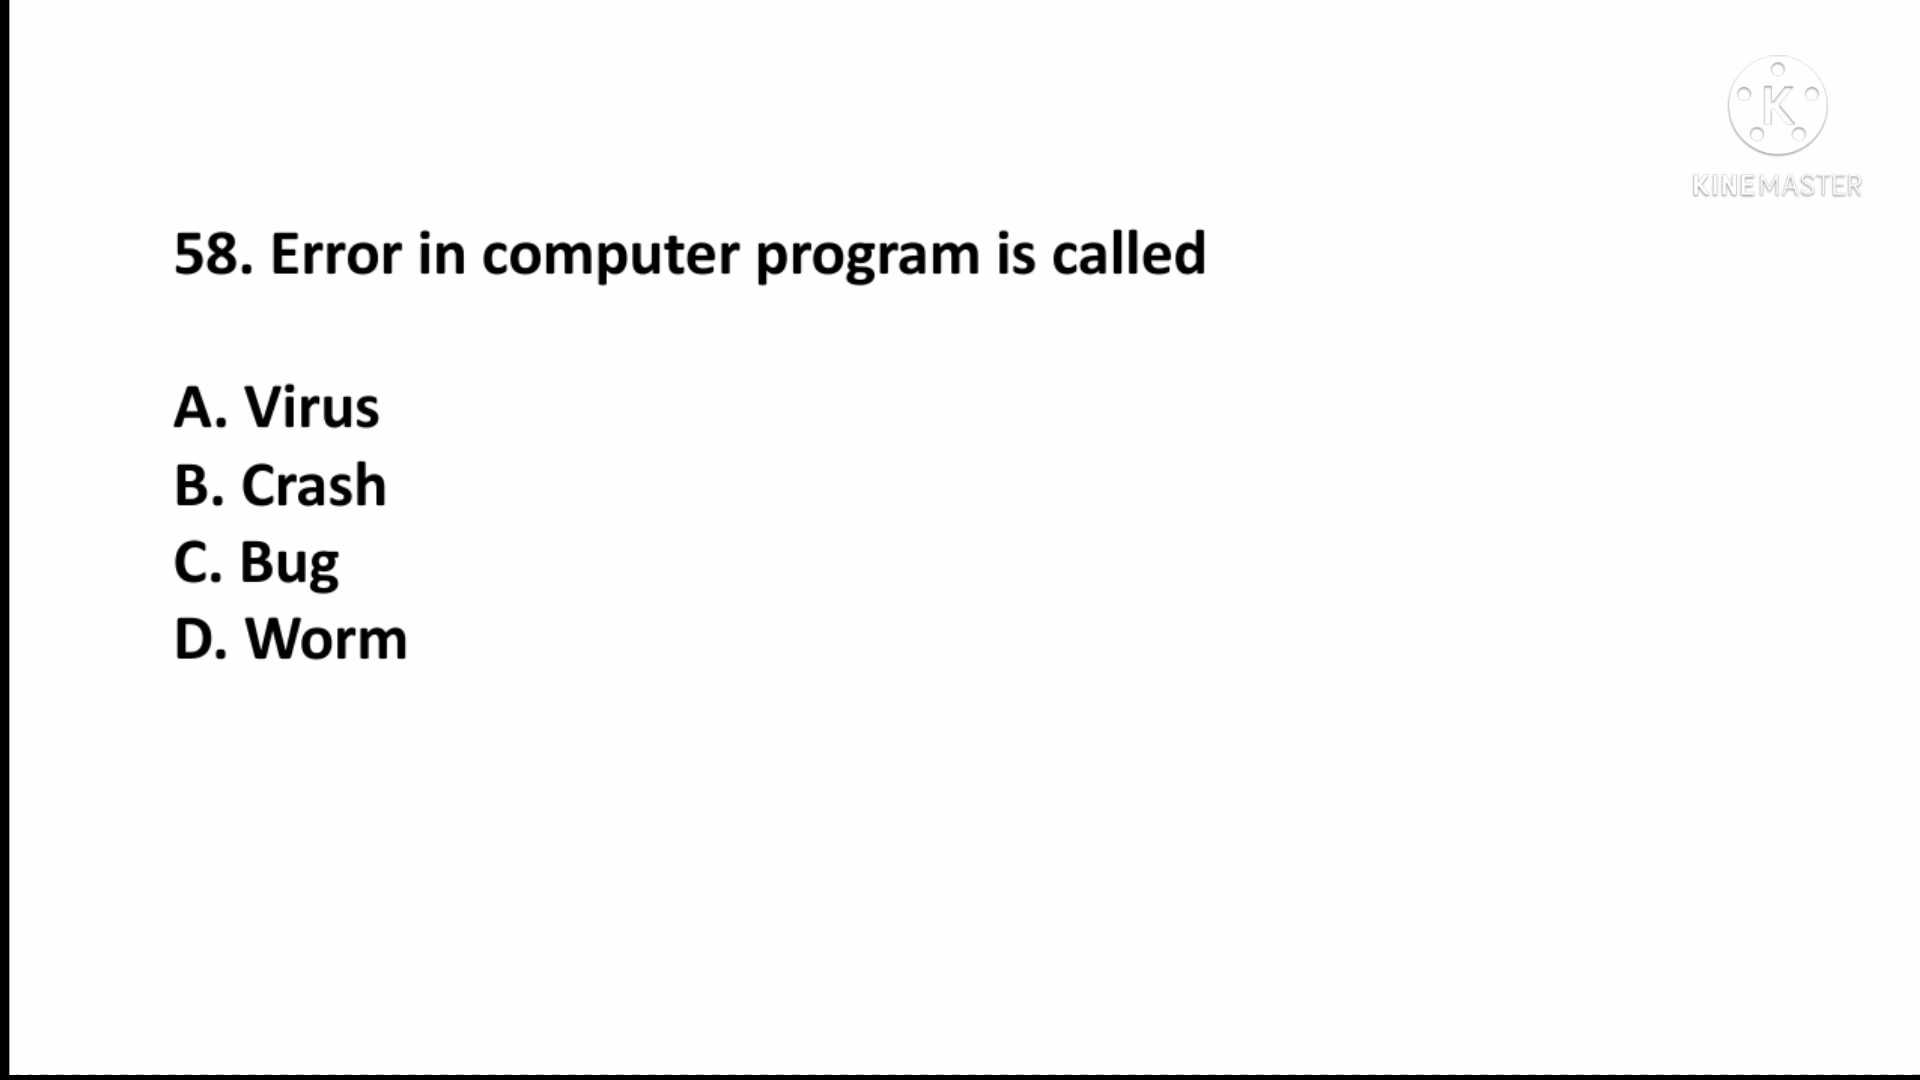 K
KINEMASTER
58. Error in computer program is called
A. Virus
B. Crash
C. Bug
D. Worm